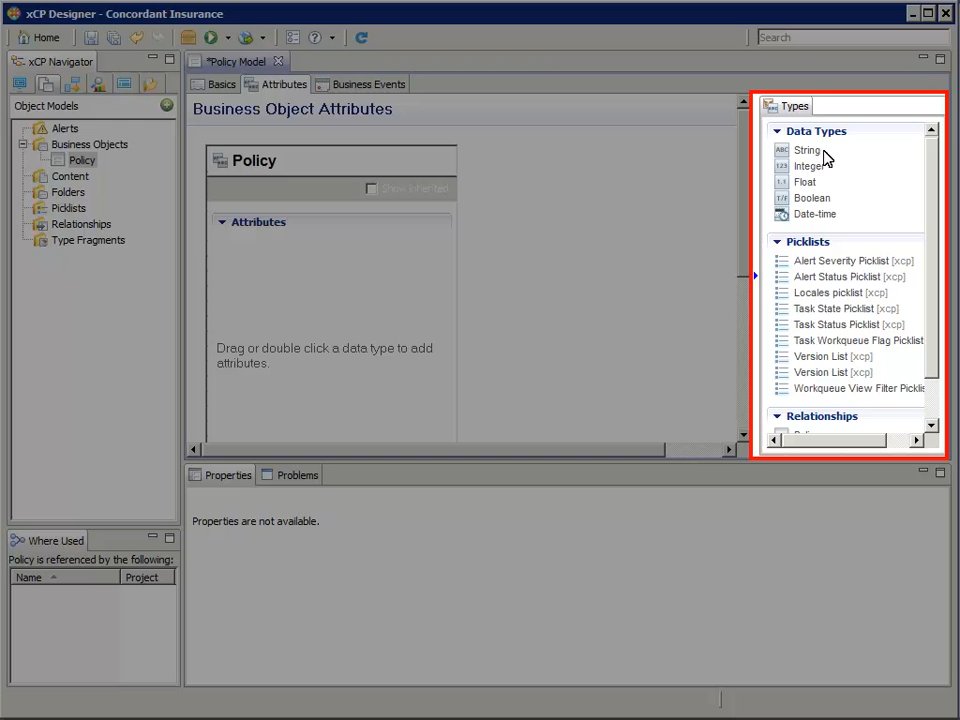 xCP Designer - Concordant Insurance
Home
Search
xCP Navigator
Object Models
Alerts
Business Objects
Policy
Content
Folders
Picklists
Relationships
Type Fragments
Where Used
Policy is referenced by the following:
Name Project
*Policy Model
Basics Attributes Business Events
Business Object Attributes
Policy
Show Inherited
Attributes
Drag or double click a data type to add
attributes.
Properties Problems
Properties are not available.
Types
Data Types
ABC String
123 Integer
1.1 Float
T/F Boolean
Date-time
Picklists
Alert Severity Picklist [xcp]
Alert Status Picklist [xcp]
Locales picklist [xcp]
Task State Picklist [xcp]
Task Status Picklist [xcp]
Task Workqueue Flag Picklist
Version List [xcp]
Version List [xcp]
Workqueue View Filter Picklis
Relationships